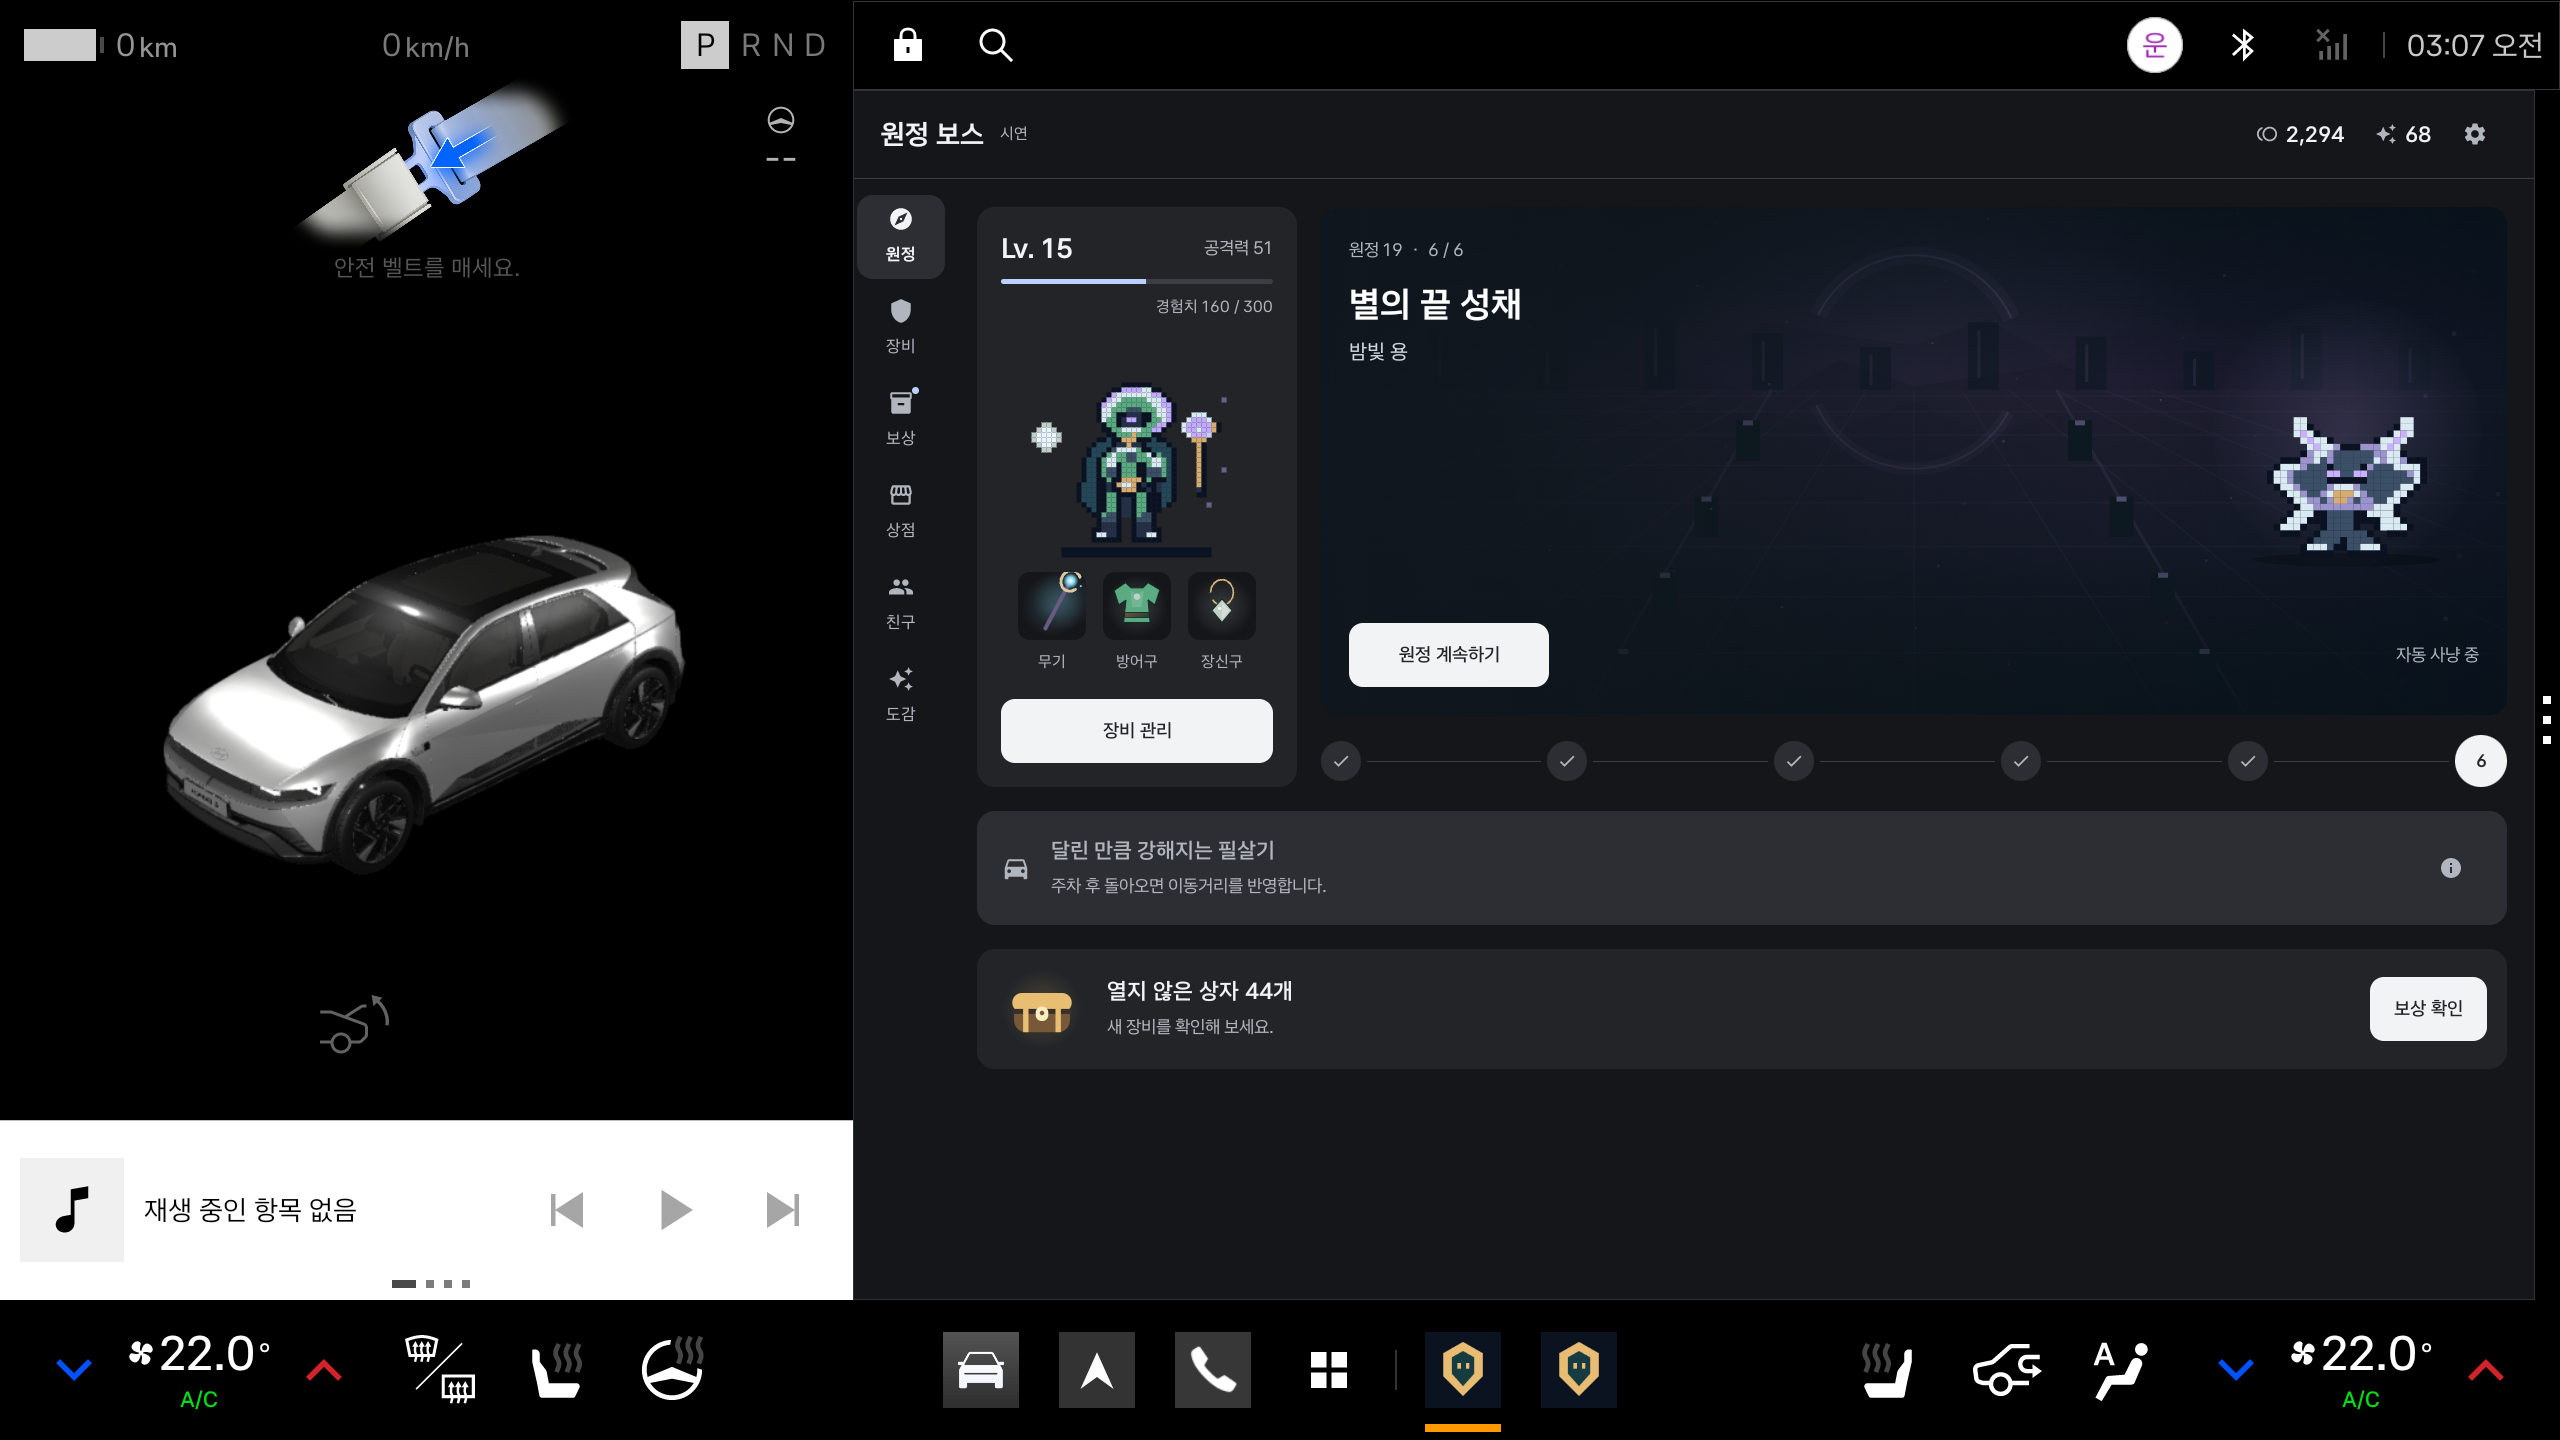 0 km
0 km/h
P R N D
안전 벨트를 매세요.
재생 중인 항목 없음
운
03:07 오전
원정 보스 시연
2,294
68
원정
장비
보상
상점
친구
도감
Lv. 15
공격력 51
경험치 160 / 300
무기
방어구
장신구
장비 관리
원정 19 · 6 / 6
별의 끝 성채
밤빛 용
원정 계속하기
자동 사냥 중
6
달린 만큼 강해지는 필살기
주차 후 돌아오면 이동거리를 반영합니다.
열지 않은 상자 44개
새 장비를 확인해 보세요.
보상 확인
22.0°
A/C
A
22.0°
A/C